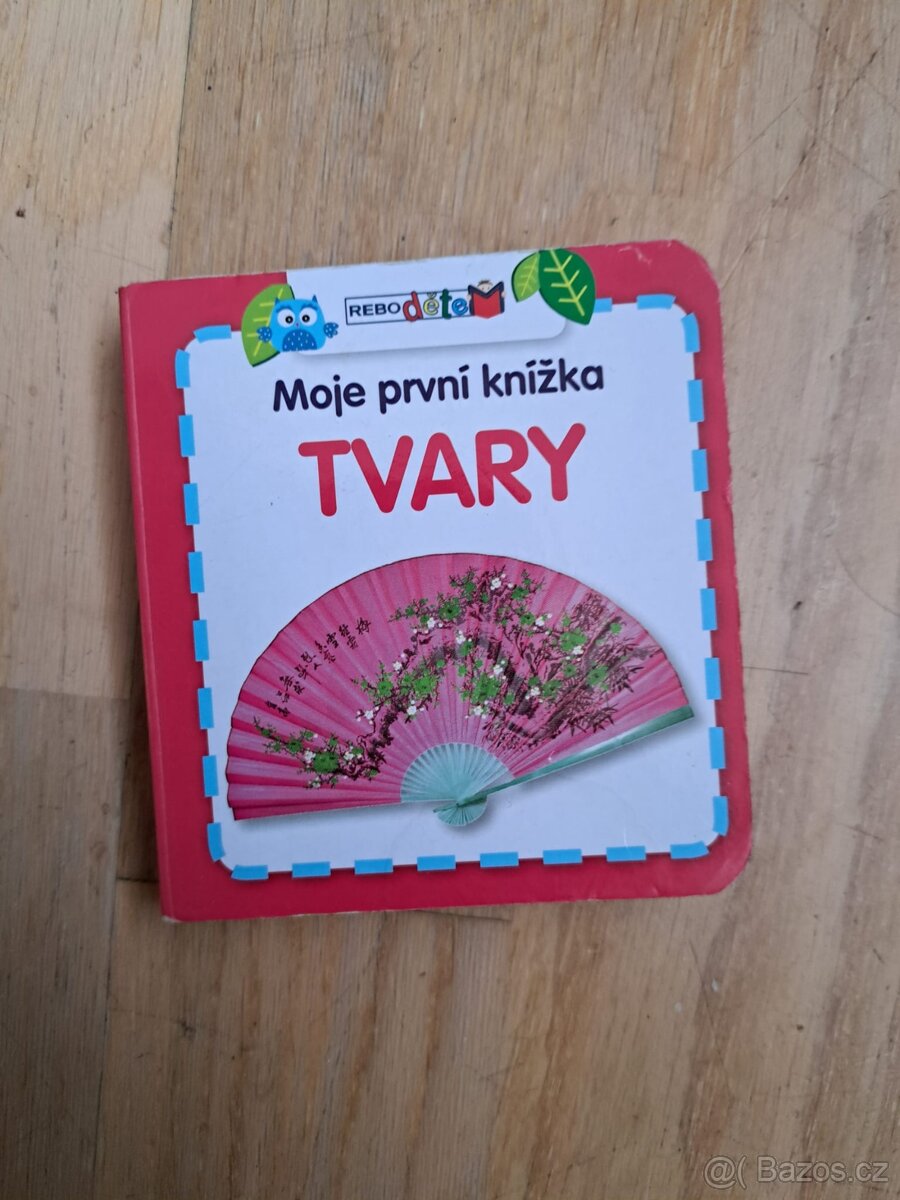 REBO dětem
Moje první knížka
TVARY
@( Bazos.cz